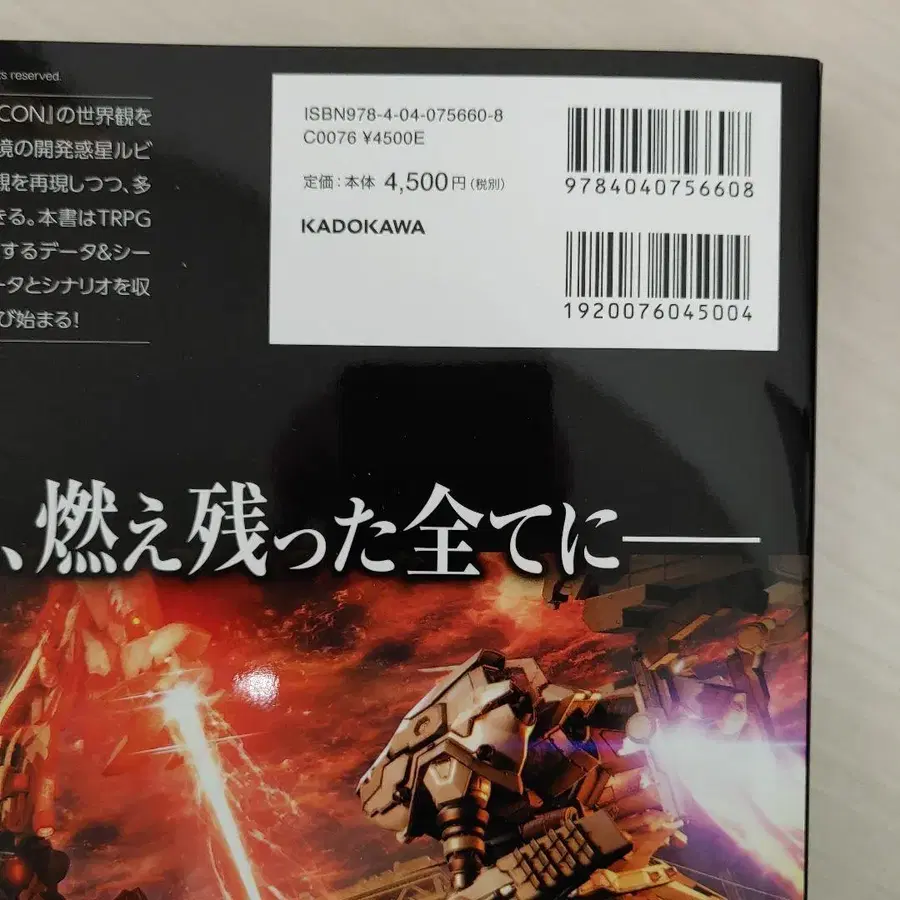 ts reserved.
CON』の世界観を
境の開発惑星ルビ
観を再現しつつ、多
きる。本書はTRPG
するデータ&シー
ータとシナリオを収
び始まる!
ISBN978-4-04-075660-8
C0076 ¥4500E
定価：本体 4,500円(税別)
KADOKAWA
9784040756608
1920076045004
、燃え残った全てに――